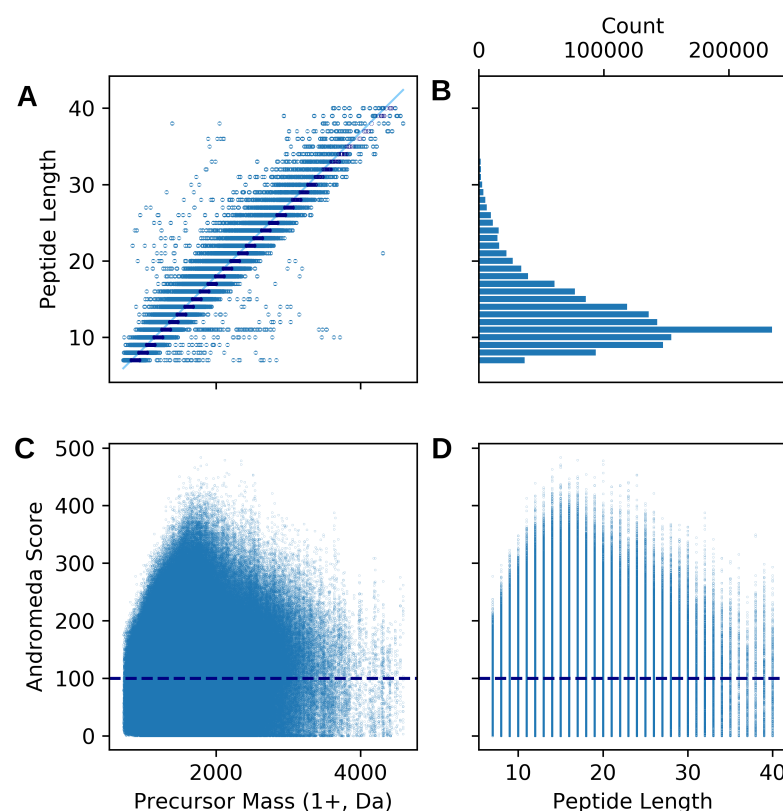 Count
0 100000 200000
A
B
40
30
20
10
Peptide Length
C
D
500
400
300
200
100
0
Andromeda Score
2000 4000
10 20 30 40
Precursor Mass (1+, Da)
Peptide Length